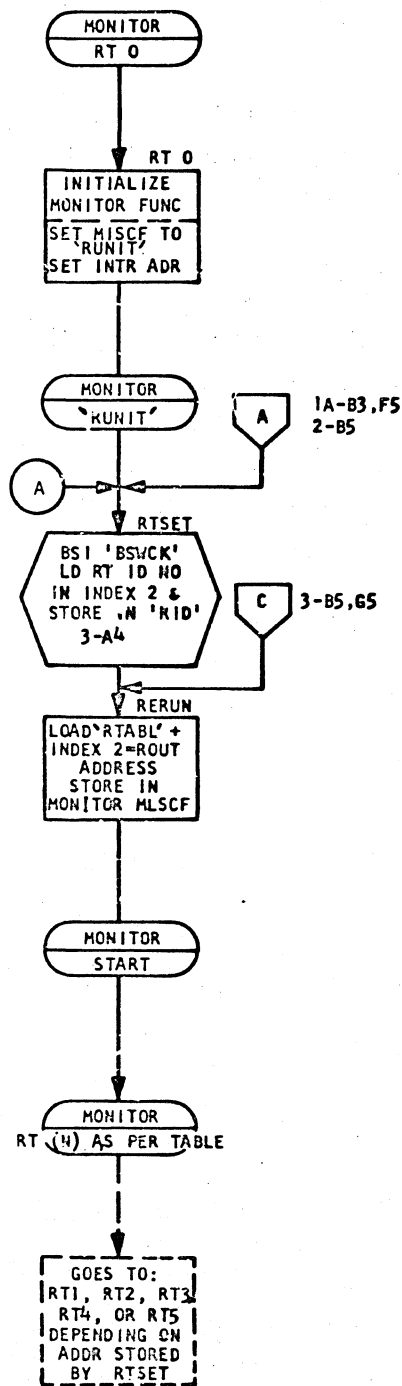 MONITOR
RT 0
RT 0
INITIALIZE
MONITOR FUNC
SET MISCF TO
'RUNIT'
SET INTR ADR
MONITOR
'RUNIT'
A
1A-B3,F5
2-B5
A
RTSET
BSI 'BSWCK'
LD RT ID NO
IN INDEX 2 &
STORE IN 'RID'
3-A4
C
3-B5,G5
RERUN
LOAD 'RTABL' +
INDEX 2=ROUT
ADDRESS
STORE IN
MONITOR MLSCF
MONITOR
START
MONITOR
RT (N) AS PER TABLE
GOES TO:
RT1, RT2, RT3
RT4, OR RT5
DEPENDING ON
ADDR STORED
BY RTSET